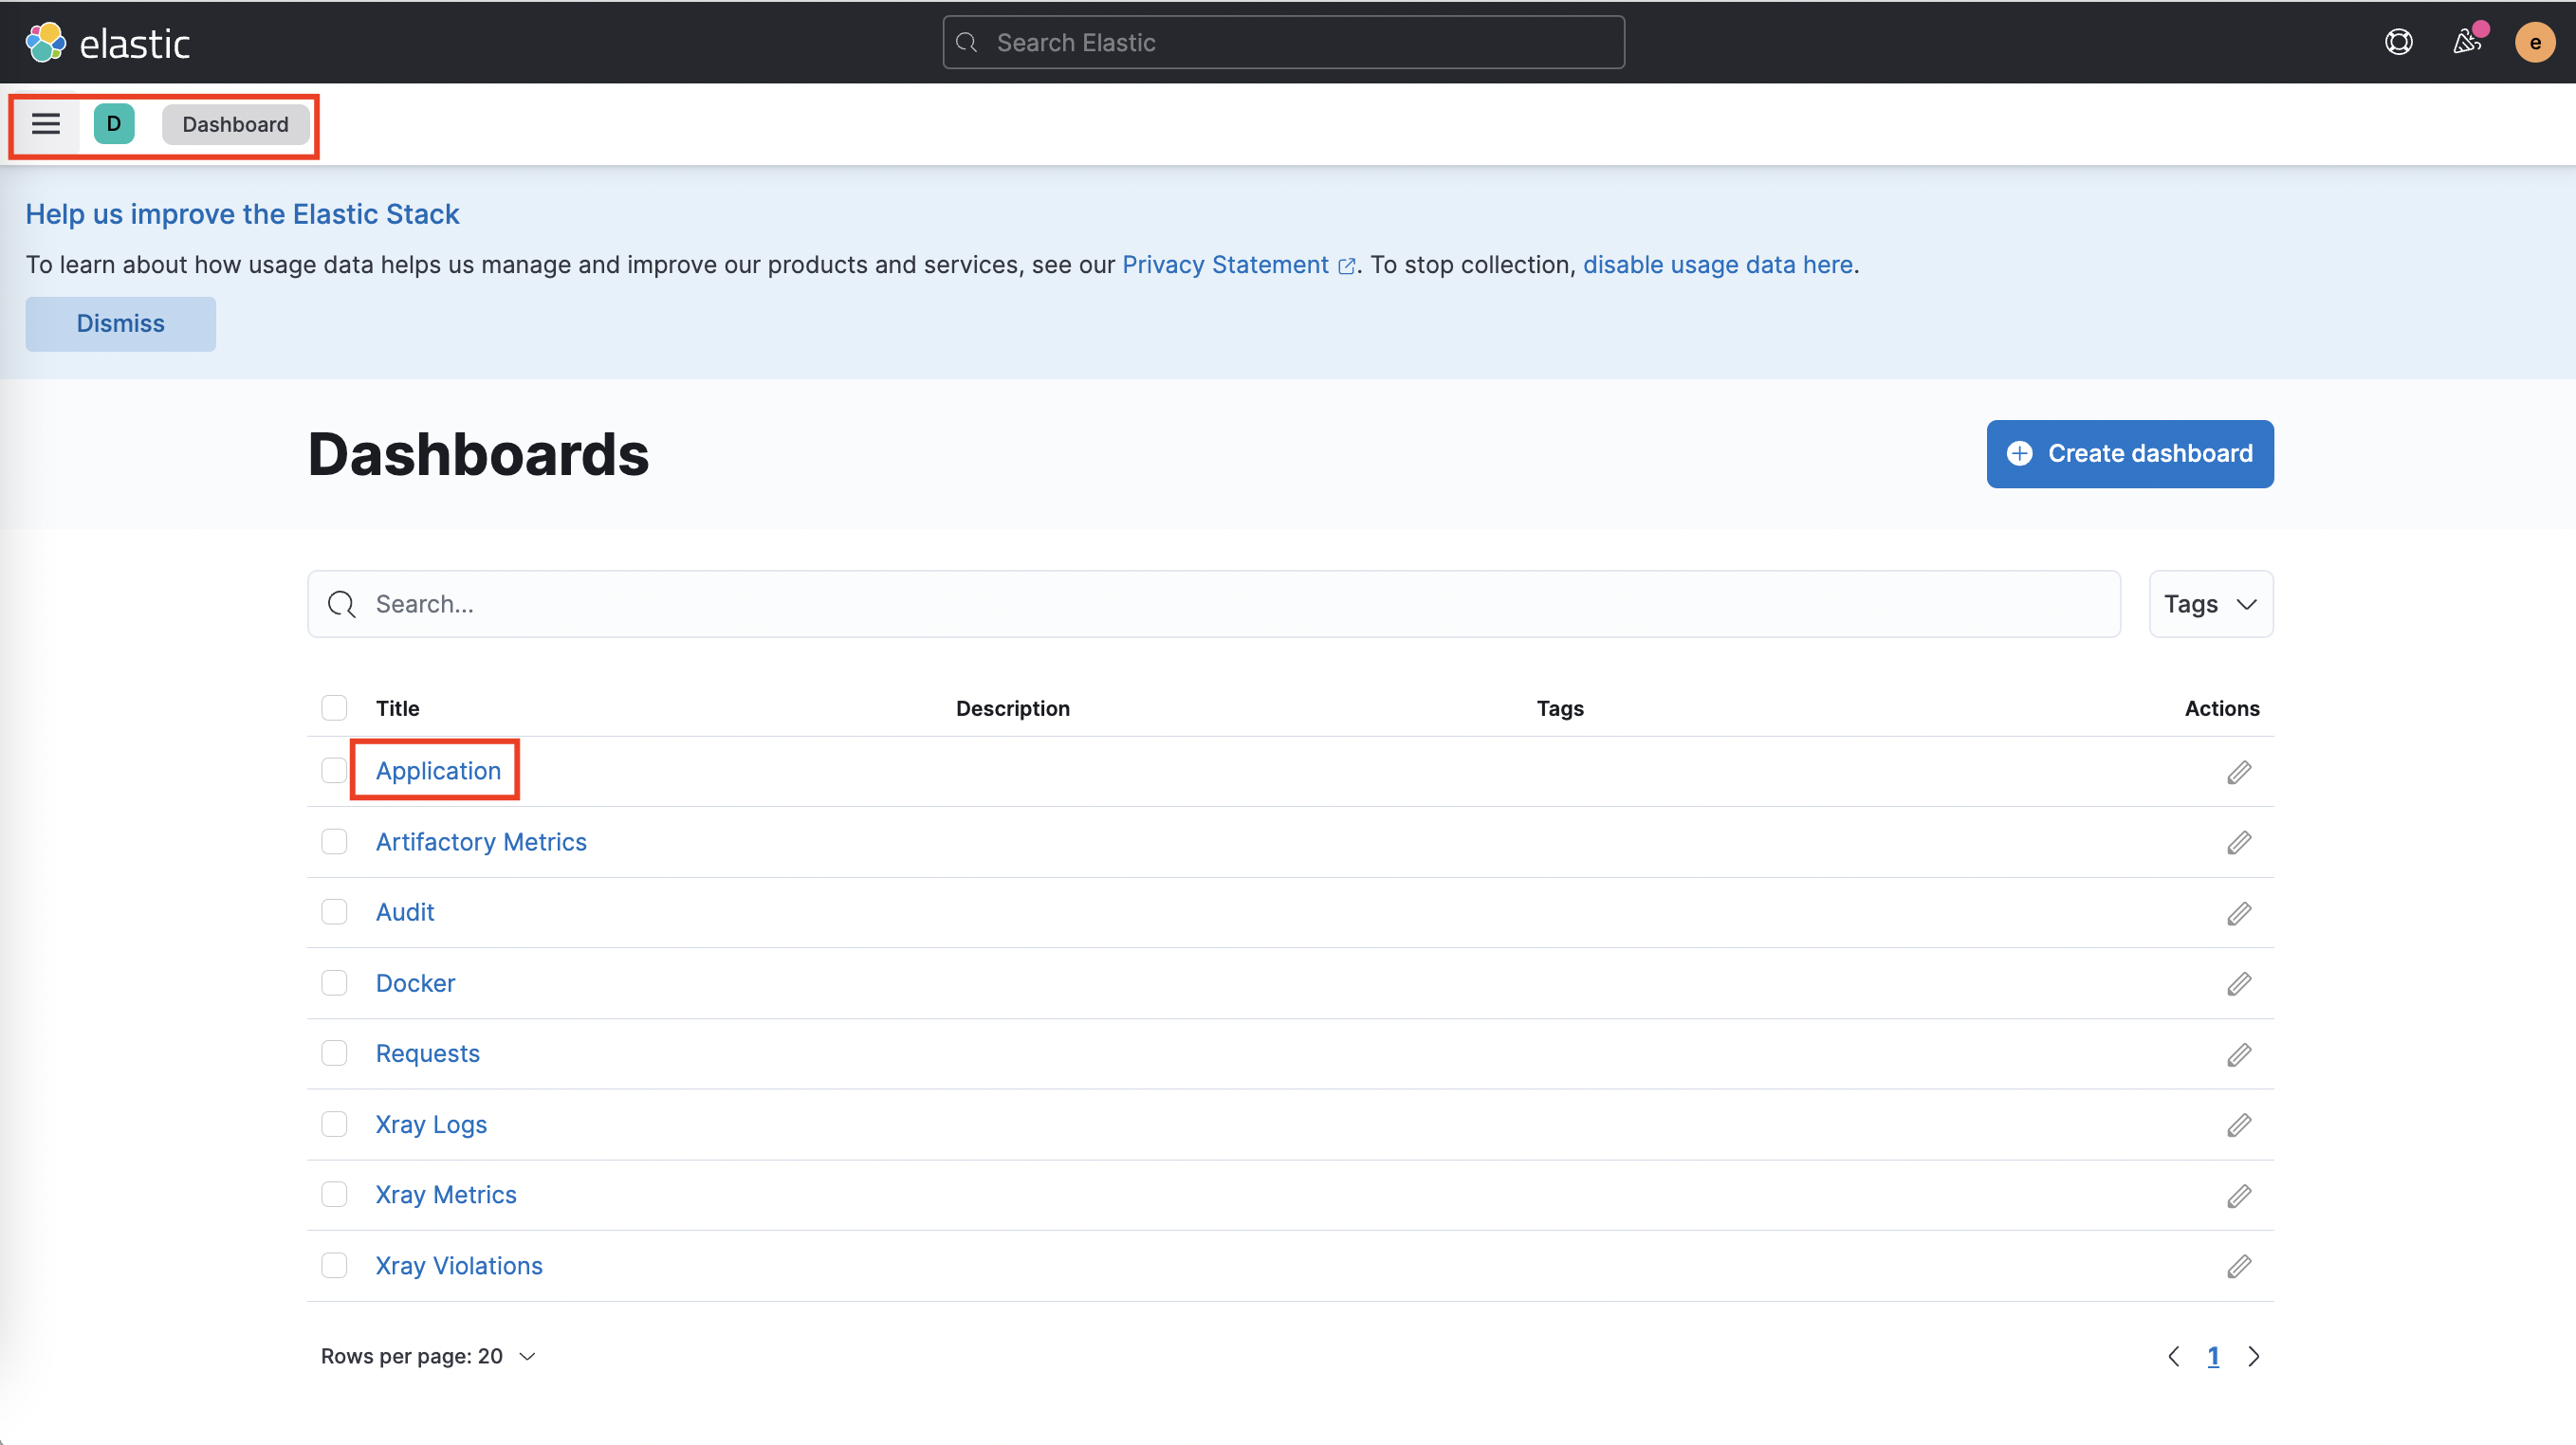 elastic
Search Elastic
e
D
Dashboard
Help us improve the Elastic Stack
To learn about how usage data helps us manage and improve our products and services, see our Privacy Statement. To stop collection, disable usage data here.
Dismiss
Dashboards
Create dashboard
Search...
Tags
Title Description Tags Actions
Application
Artifactory Metrics
Audit
Docker
Requests
Xray Logs
Xray Metrics
Xray Violations
Rows per page: 20
1